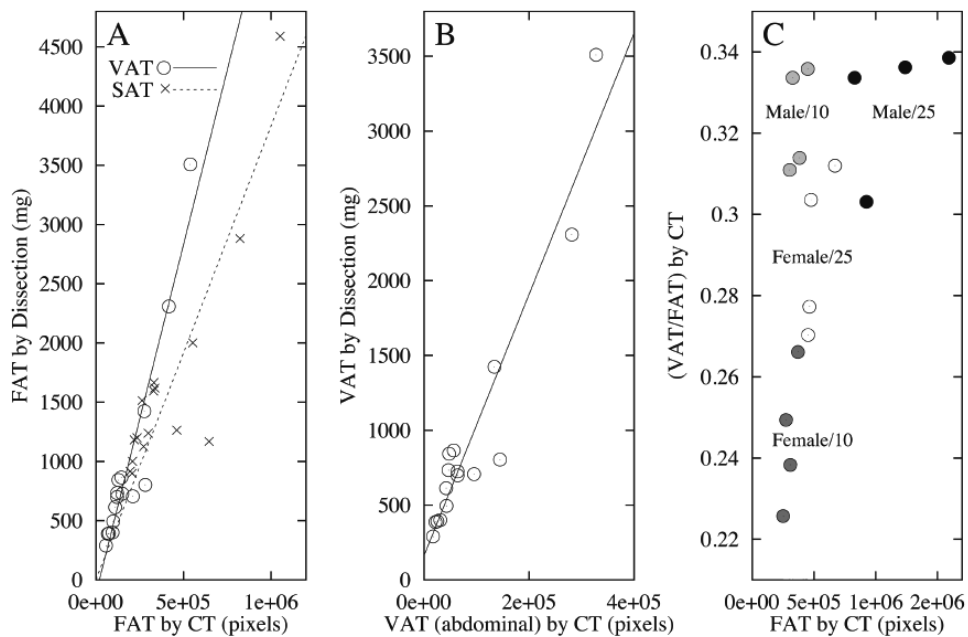 A
VAT
SAT
4500
4000
3500
3000
2500
2000
1500
1000
500
0
0e+00 5e+05 1e+06
FAT by CT (pixels)
FAT by Dissection (mg)
B
3500
3000
2500
2000
1500
1000
500
0
0e+00 2e+05 4e+05
VAT (abdominal) by CT (pixels)
VAT by Dissection (mg)
C
0.34
0.32
0.3
0.28
0.26
0.24
0.22
Male/10 Male/25
Female/25
Female/10
0e+00 5e+05 1e+06 2e+06
FAT by CT (pixels)
(VAT/FAT) by CT